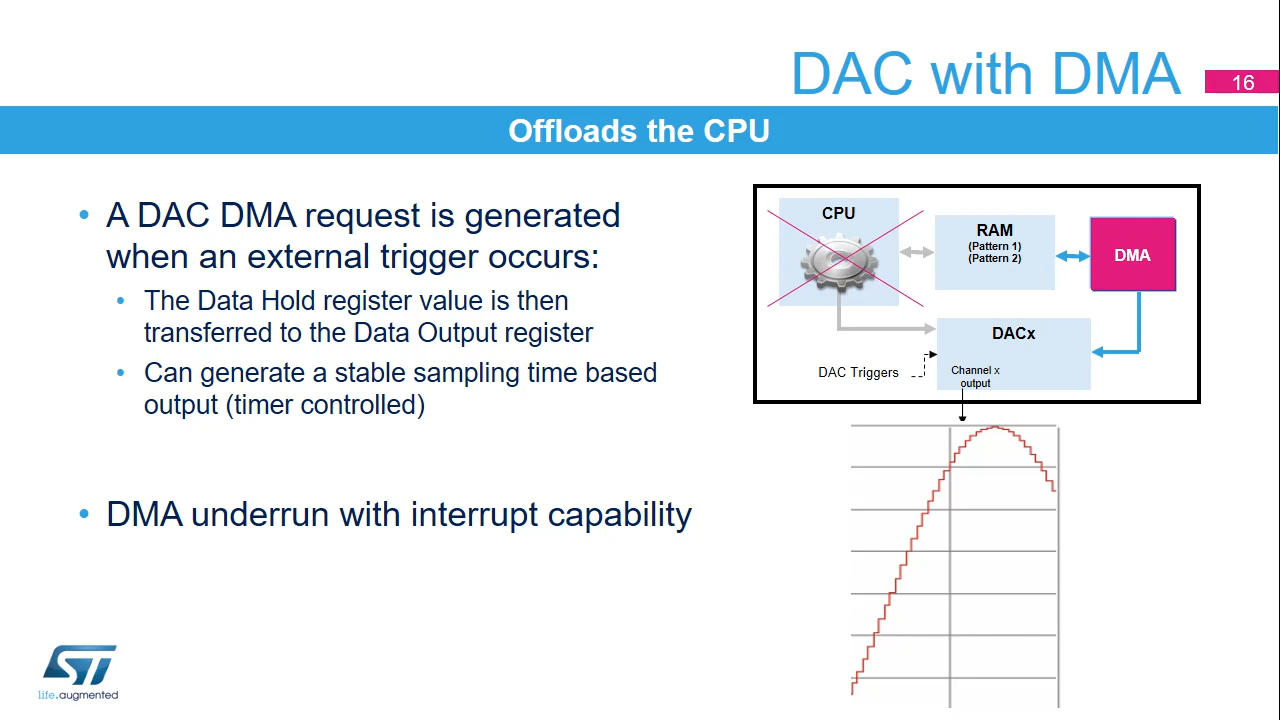 DAC with DMA
16
Offloads the CPU
• A DAC DMA request is generated
when an external trigger occurs:
• The Data Hold register value is then
transferred to the Data Output register
• Can generate a stable sampling time based
output (timer controlled)
• DMA underrun with interrupt capability
CPU
RAM
(Pattern 1)
(Pattern 2)
DMA
DACx
DAC Triggers
Channel x
output
ST
life.augmented